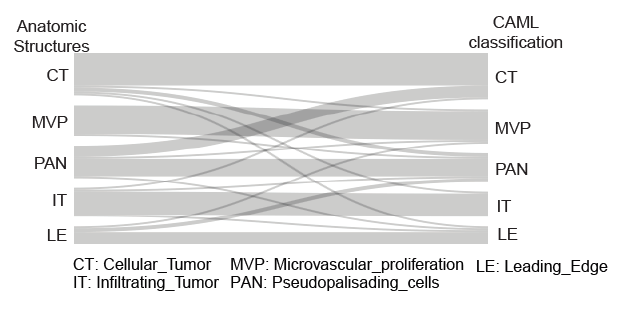 Anatomic
Structures
CAML
classification
CT
CT
MVP
MVP
PAN
PAN
IT
IT
LE
LE
CT: Cellular_Tumor MVP: Microvascular_proliferation LE: Leading_Edge
IT: Infiltrating_Tumor PAN: Pseudopalisading_cells